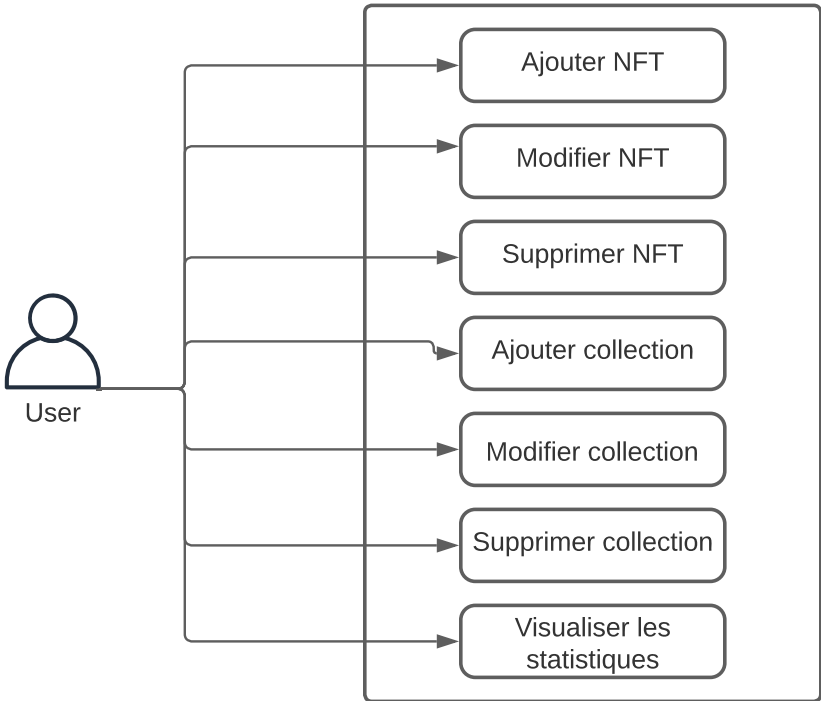 Ajouter NFT
Modifier NFT
Supprimer NFT
Ajouter collection
User
Modifier collection
Supprimer collection
Visualiser les
statistiques